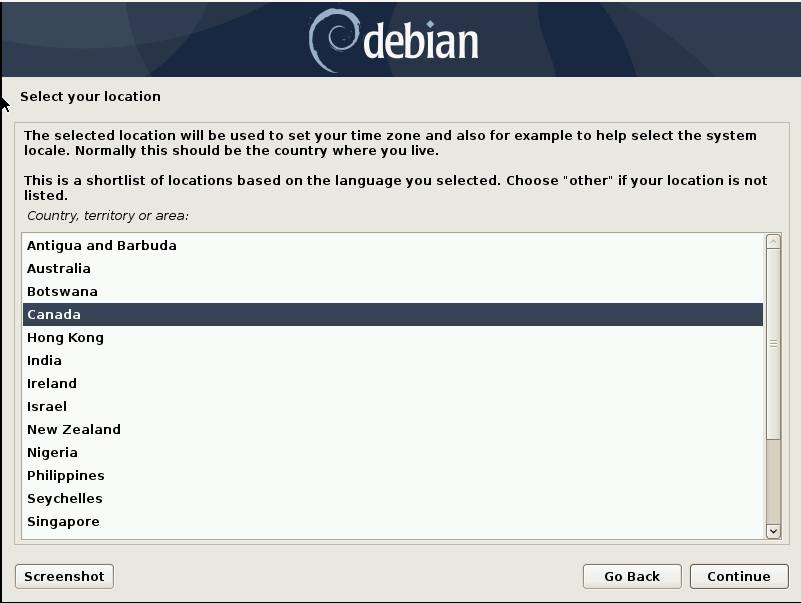 debian
Select your location
The selected location will be used to set your time zone and also for example to help select the system
locale. Normally this should be the country where you live.
This is a shortlist of locations based on the language you selected. Choose "other" if your location is not
listed.
Country, territory or area:
Antigua and Barbuda
Australia
Botswana
Canada
Hong Kong
India
Ireland
Israel
New Zealand
Nigeria
Philippines
Seychelles
Singapore
Screenshot
Go Back
Continue